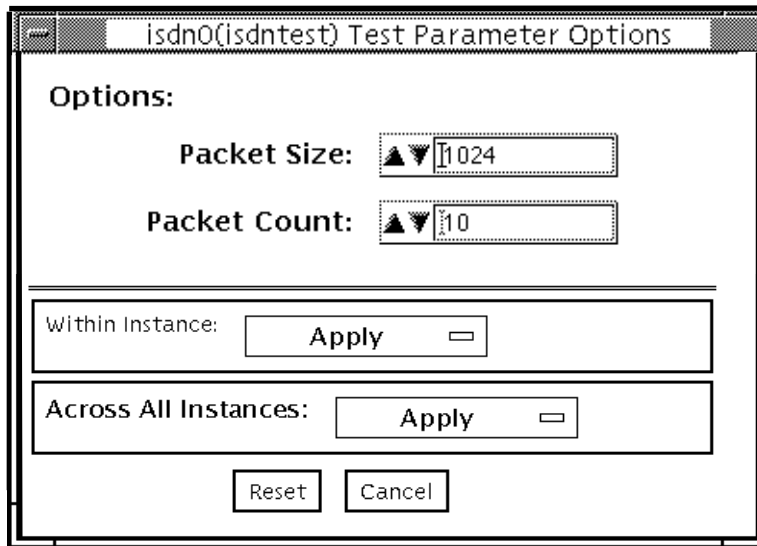 isdn0(isdntest) Test Parameter Options
Options:
Packet Size: 1024
Packet Count: 10
Within Instance: Apply
Across All Instances: Apply
Reset Cancel